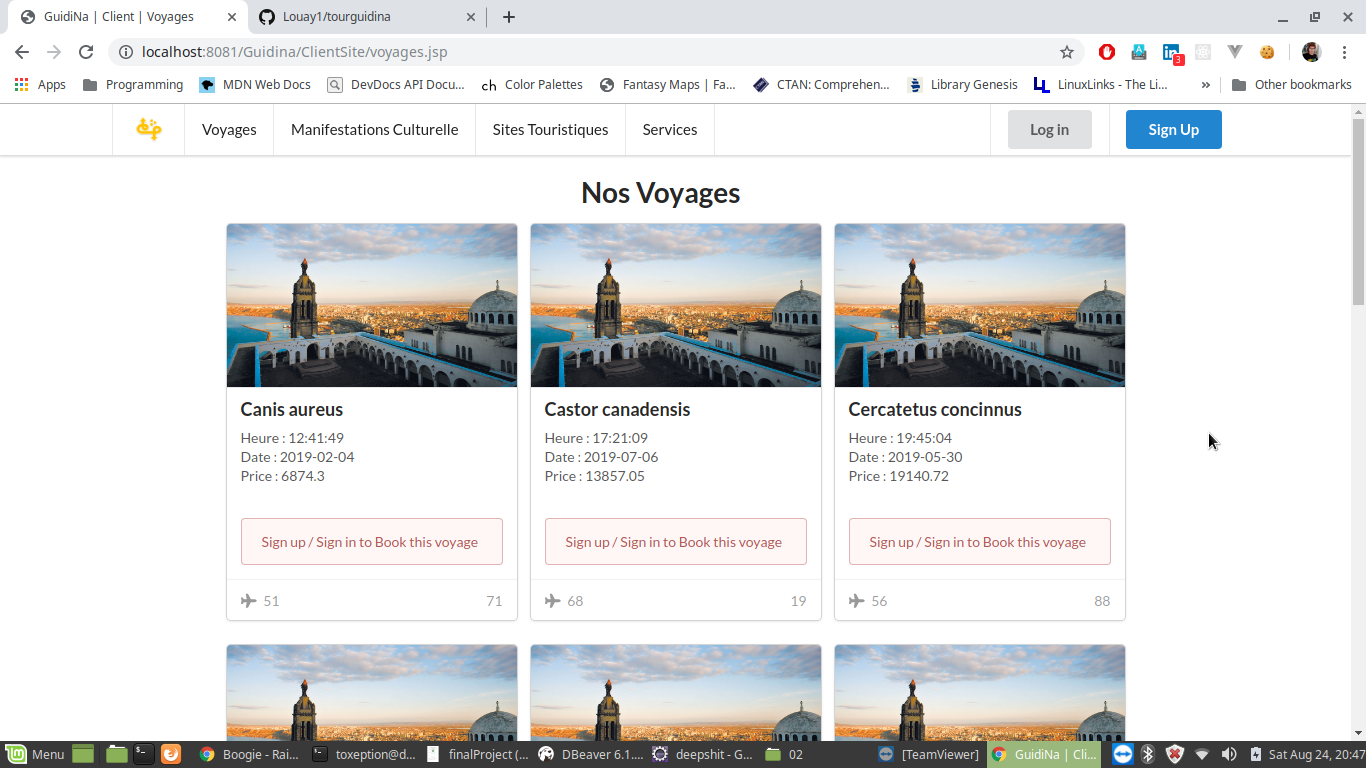 GuidiNa | Client | Voyages
Louay1/tourguidina
localhost:8081/Guidina/ClientSite/voyages.jsp
3
Apps
Programming
MDN Web Docs
DevDocs API Docu...
ch Color Palettes
Fantasy Maps | Fa...
CTAN: Comprehen...
Library Genesis
LinuxLinks - The Li...
»
Other bookmarks
Voyages
Manifestations Culturelle
Sites Touristiques
Services
Log in
Sign Up
Nos Voyages
Canis aureus
Heure : 12:41:49
Date : 2019-02-04
Price : 6874.3
Sign up / Sign in to Book this voyage
51
71
Castor canadensis
Heure : 17:21:09
Date : 2019-07-06
Price : 13857.05
Sign up / Sign in to Book this voyage
68
19
Cercatetus concinnus
Heure : 19:45:04
Date : 2019-05-30
Price : 19140.72
Sign up / Sign in to Book this voyage
56
88
Menu
Boogie - Rai...
toxeption@d...
finalProject (...
DBeaver 6.1....
deepshit - G...
02
[TeamViewer]
GuidiNa | Cli...
Sat Aug 24, 20:47